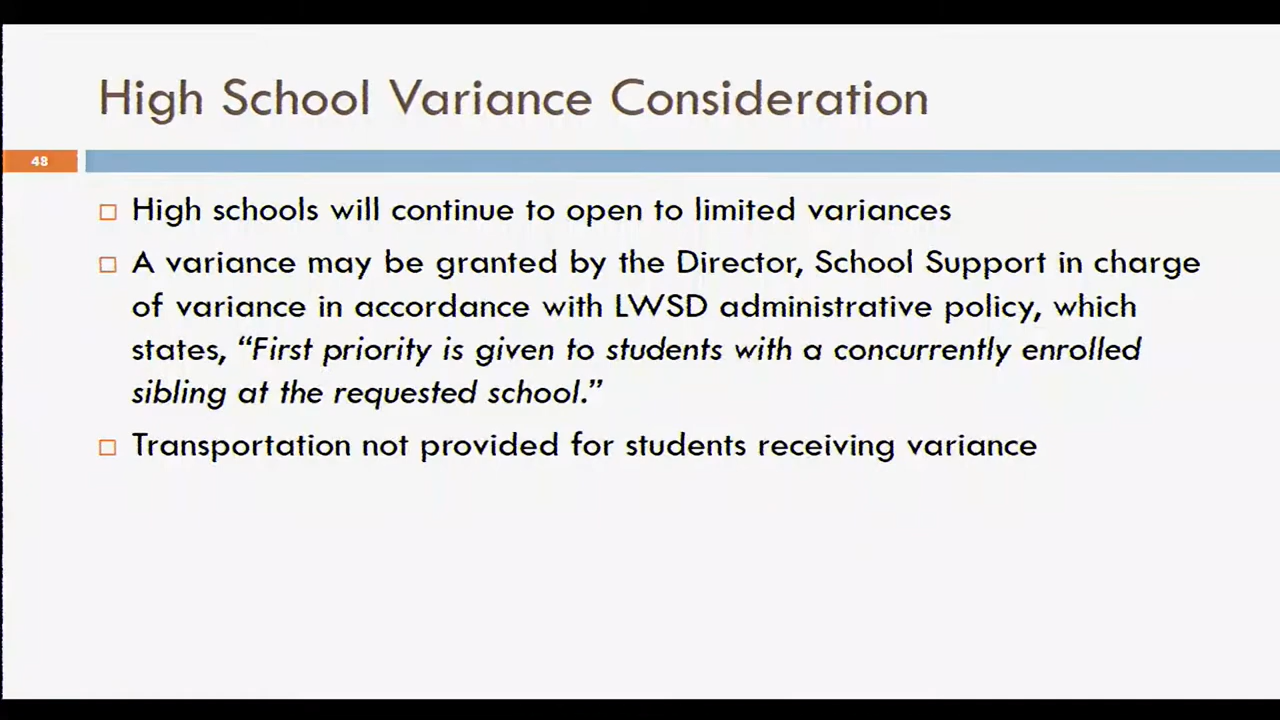 High School Variance Consideration
48
High schools will continue to open to limited variances
A variance may be granted by the Director, School Support in charge
of variance in accordance with LWSD administrative policy, which
states, “First priority is given to students with a concurrently enrolled
sibling at the requested school.”
Transportation not provided for students receiving variance